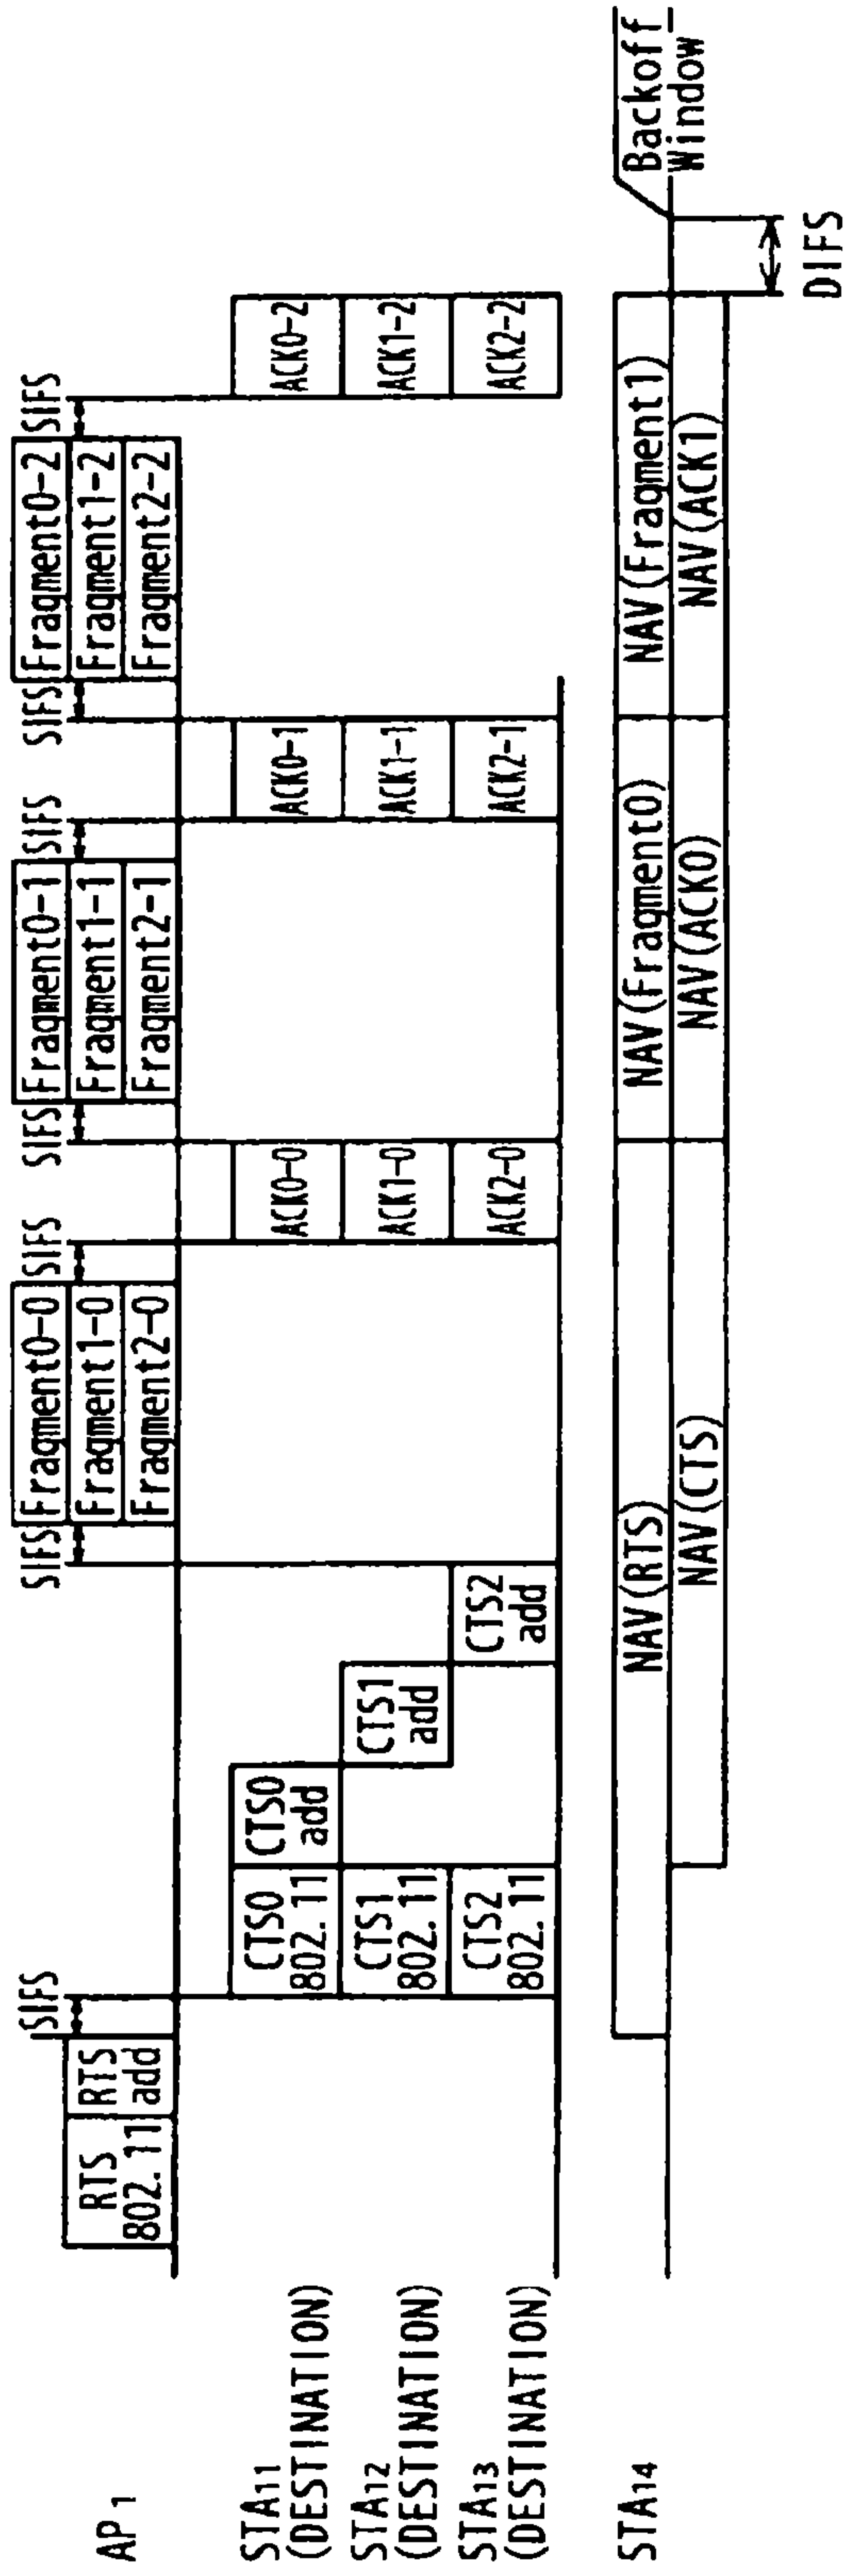 SIFS
SIFS
SIFS
SIFS
SIFS
SIFS
SIFS
AP1
RTS
802.11
RTS
add
Fragment0-0
Fragment1-0
Fragment2-0
Fragment0-1
Fragment1-1
Fragment2-1
Fragment0-2
Fragment1-2
Fragment2-2
STA11
(DESTINATION)
CTS0
802.11
CTS0
add
ACK0-0
ACK0-1
ACK0-2
STA12
(DESTINATION)
CTS1
802.11
CTS1
add
ACK1-0
ACK1-1
ACK1-2
STA13
(DESTINATION)
CTS2
802.11
CTS2
add
ACK2-0
ACK2-1
ACK2-2
STA14
NAV(RTS)
NAV(Fragment0)
NAV(Fragment1)
Backoff
Window
NAV(CTS)
NAV(ACK0)
NAV(ACK1)
DIFS